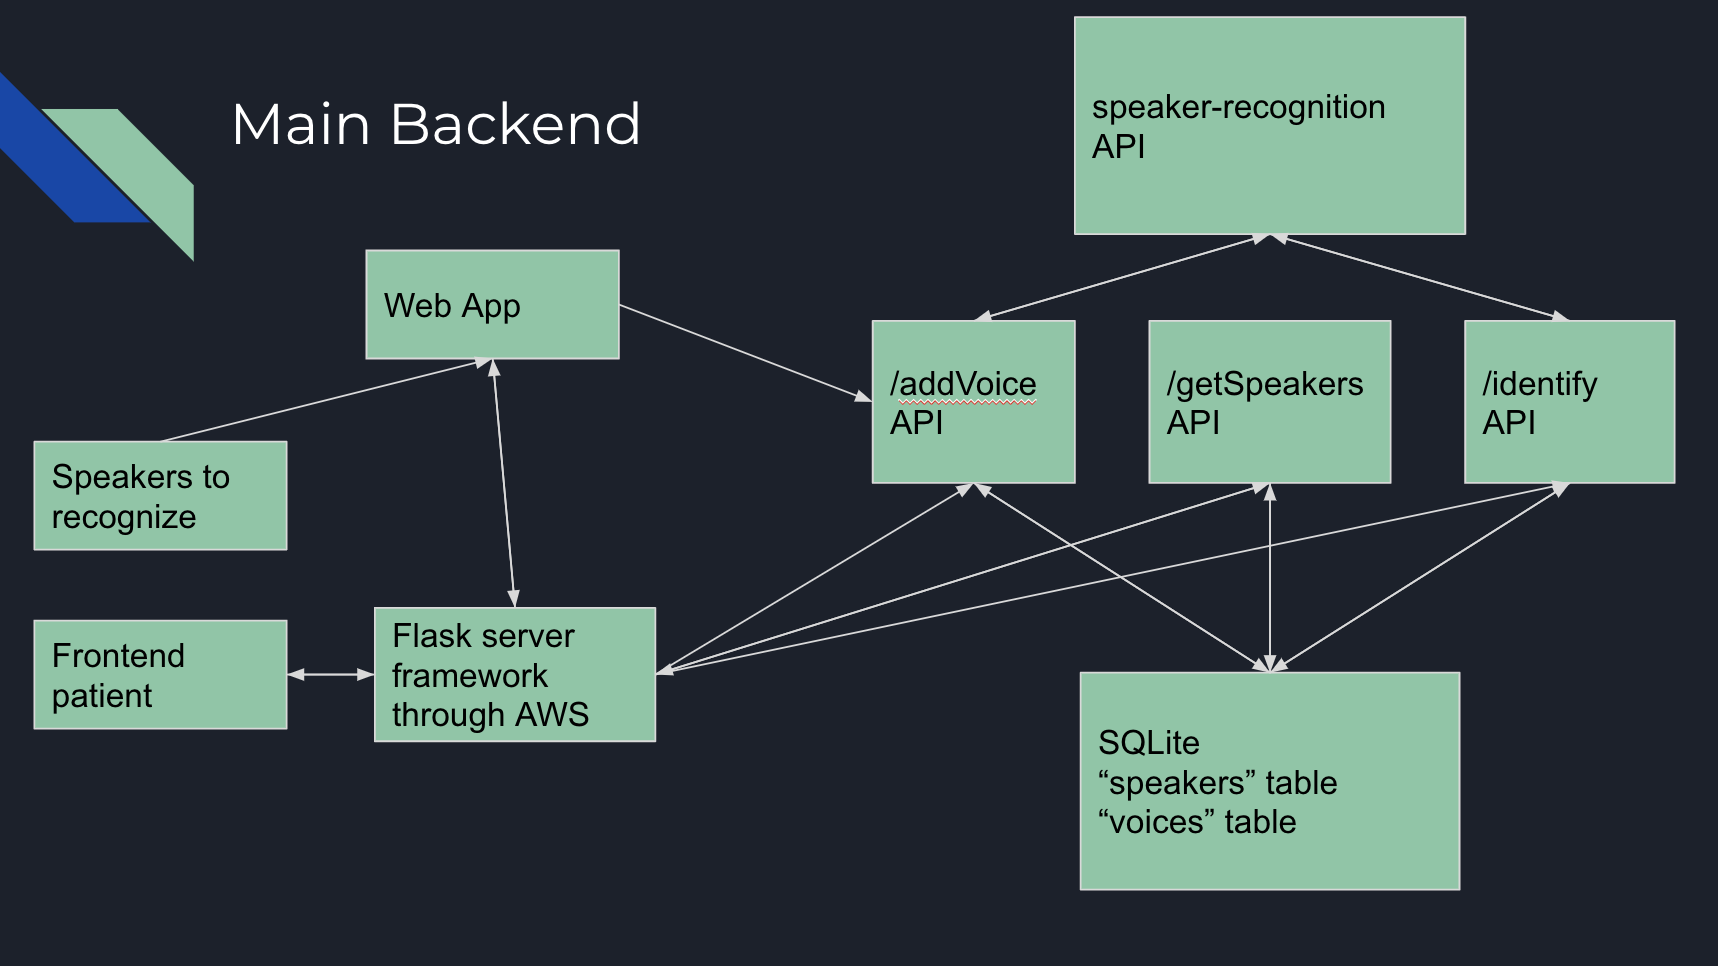 Main Backend
speaker-recognition
API
Web App
/addVoice
API
/getSpeakers
API
/identify
API
Speakers to
recognize
Frontend
patient
Flask server
framework
through AWS
SQLite
“speakers” table
“voices” table